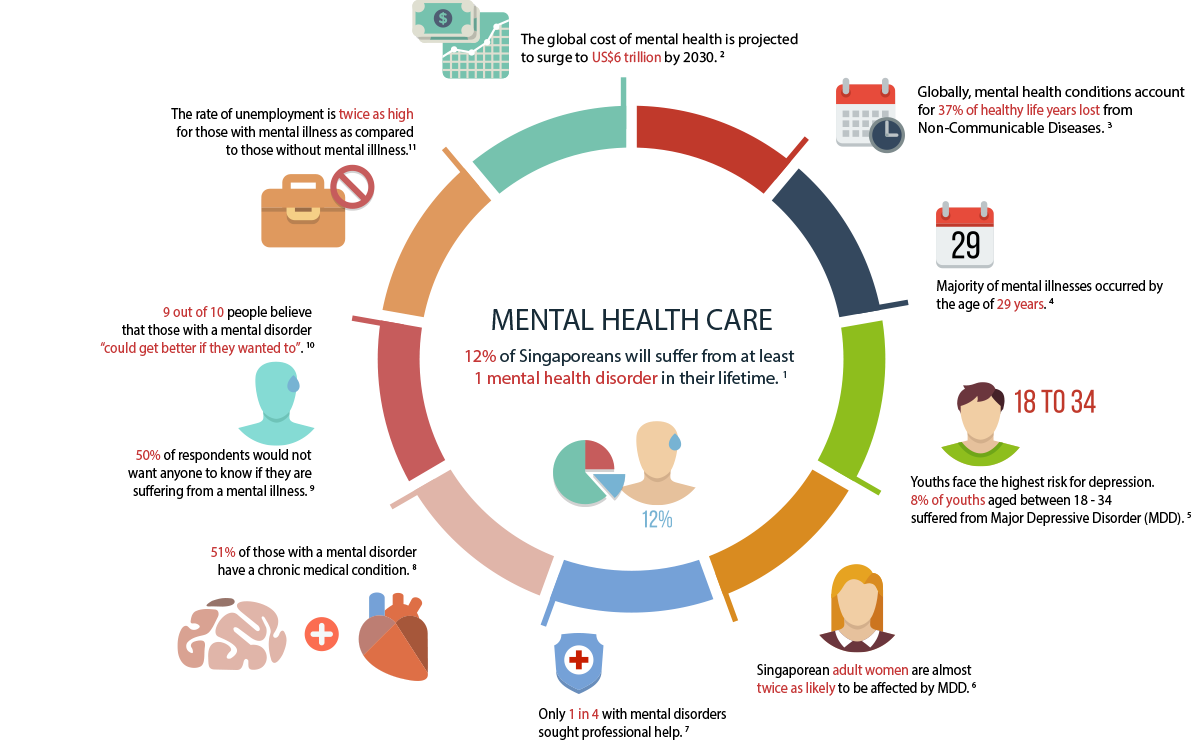 The global cost of mental health is projected
to surge to US$6 trillion by 2030. 2
Globally, mental health conditions account
for 37% of healthy life years lost from
Non-Communicable Diseases. 3
29
Majority of mental illnesses occurred by
the age of 29 years. 4
18 TO 34
Youths face the highest risk for depression.
8% of youths aged between 18 - 34
suffered from Major Depressive Disorder (MDD). 5
Singaporean adult women are almost
twice as likely to be affected by MDD. 6
Only 1 in 4 with mental disorders
sought professional help. 7
51% of those with a mental disorder
have a chronic medical condition. 8
50% of respondents would not
want anyone to know if they are
suffering from a mental illness. 9
9 out of 10 people believe
that those with a mental disorder
“could get better if they wanted to”. 10
The rate of unemployment is twice as high
for those with mental illness as compared
to those without mental illlness.11
MENTAL HEALTH CARE
12% of Singaporeans will suffer from at least
1 mental health disorder in their lifetime. 1
12%
$